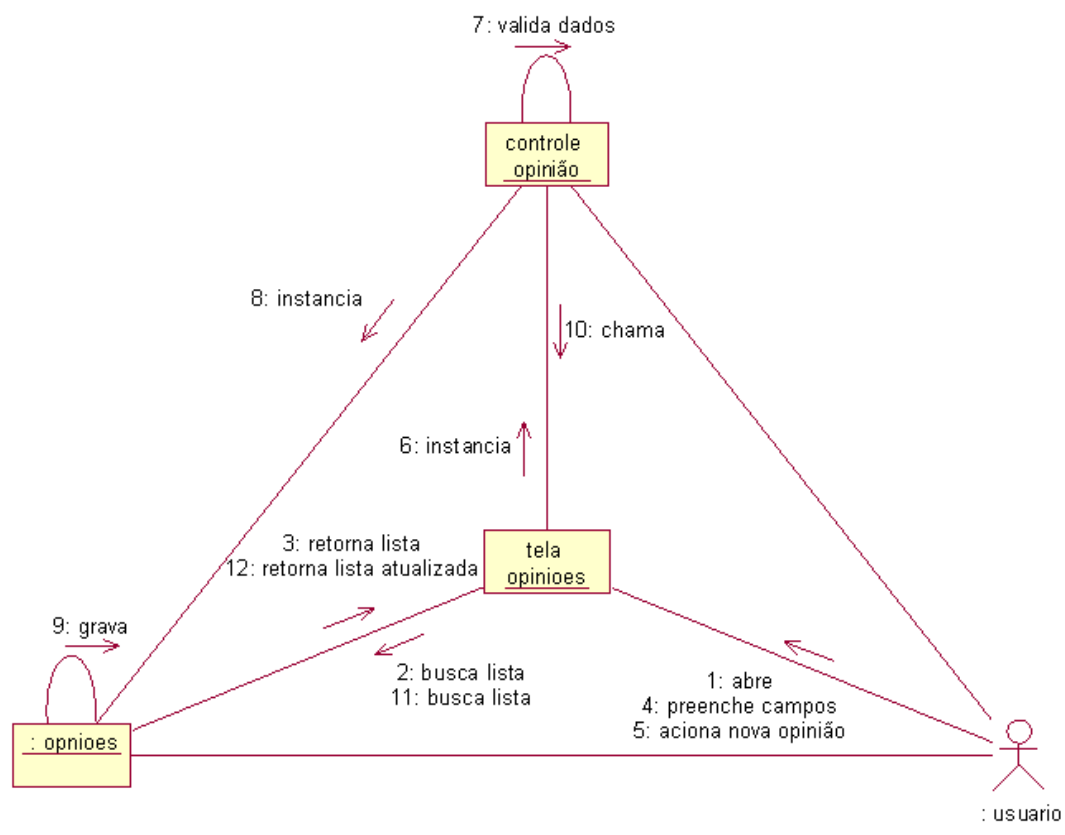 7: valida dados
controle
opinião
8: instancia
10: chama
6: instancia
3: retorna lista
12: retorna lista atualizada
tela
opinioes
9: grava
2: busca lista
11: busca lista
1: abre
4: preenche campos
5: aciona nova opinião
: opnioes
: usuario